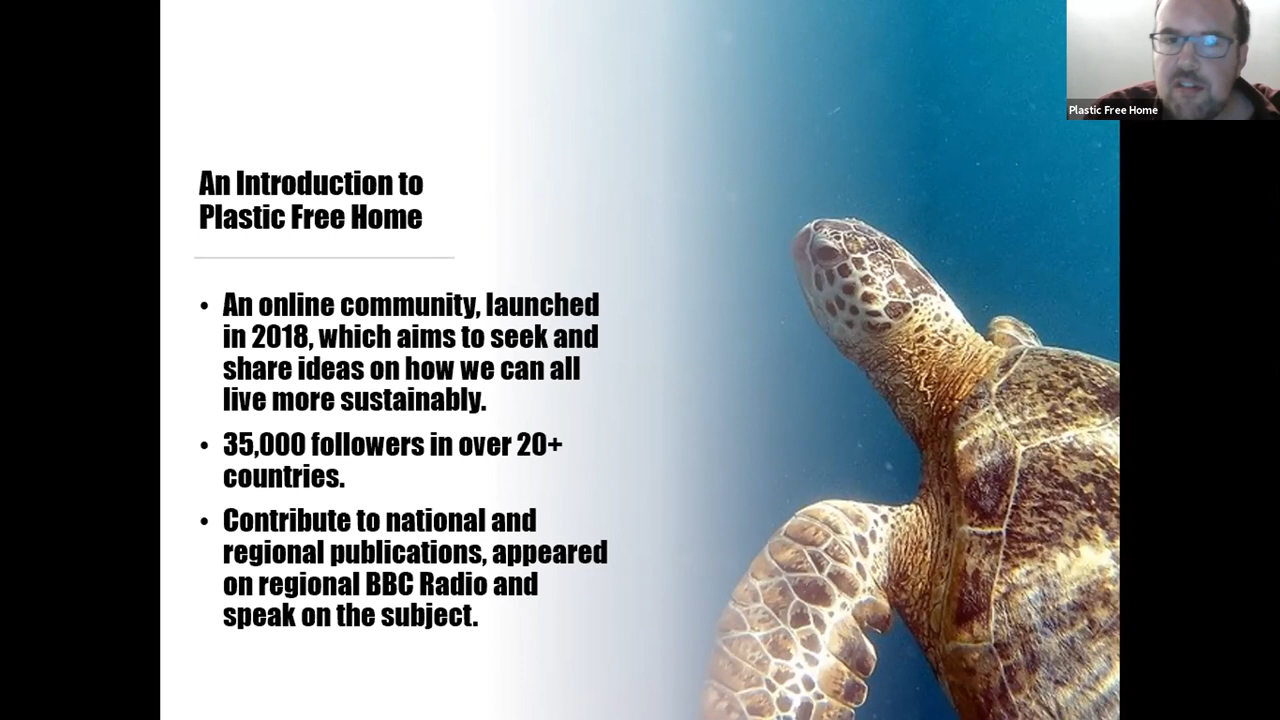 Plastic Free Home
An Introduction to
Plastic Free Home
• An online community, launched
in 2018, which aims to seek and
share ideas on how we can all
live more sustainably.
• 35,000 followers in over 20+
countries.
• Contribute to national and
regional publications, appeared
on regional BBC Radio and
speak on the subject.